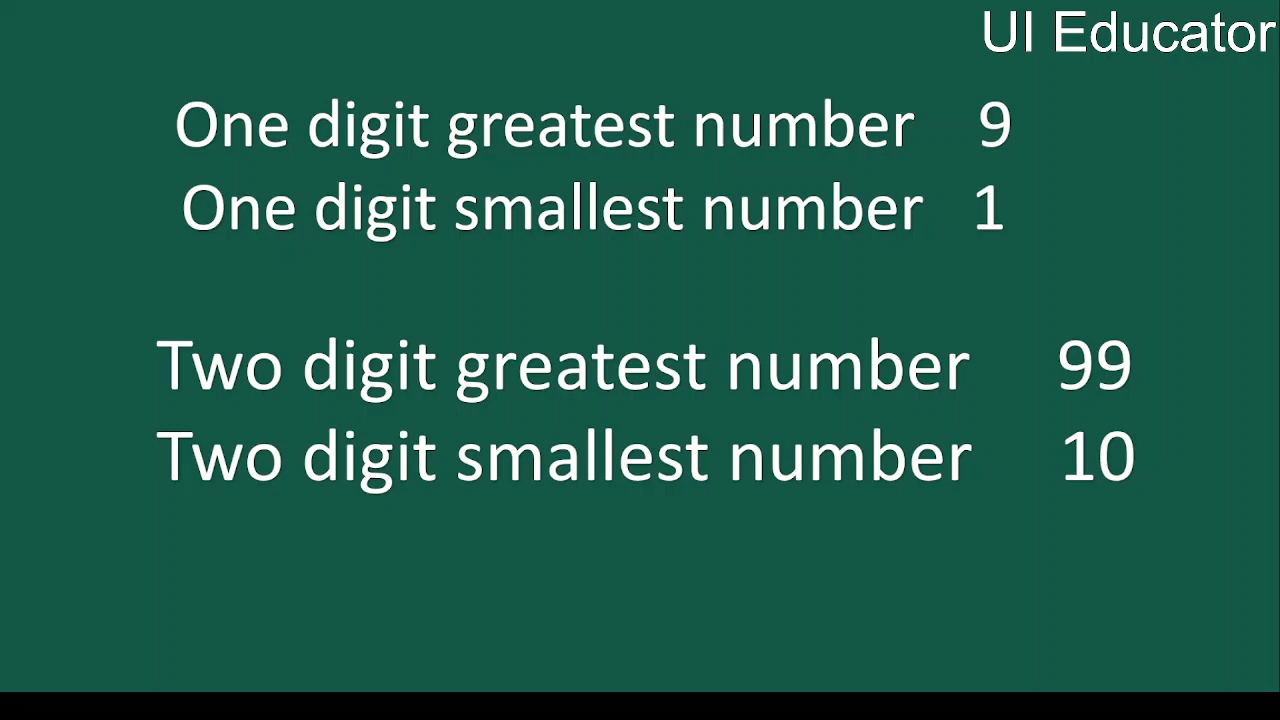 UI Educator
One digit greatest number 9
One digit smallest number 1
Two digit greatest number 99
Two digit smallest number 10